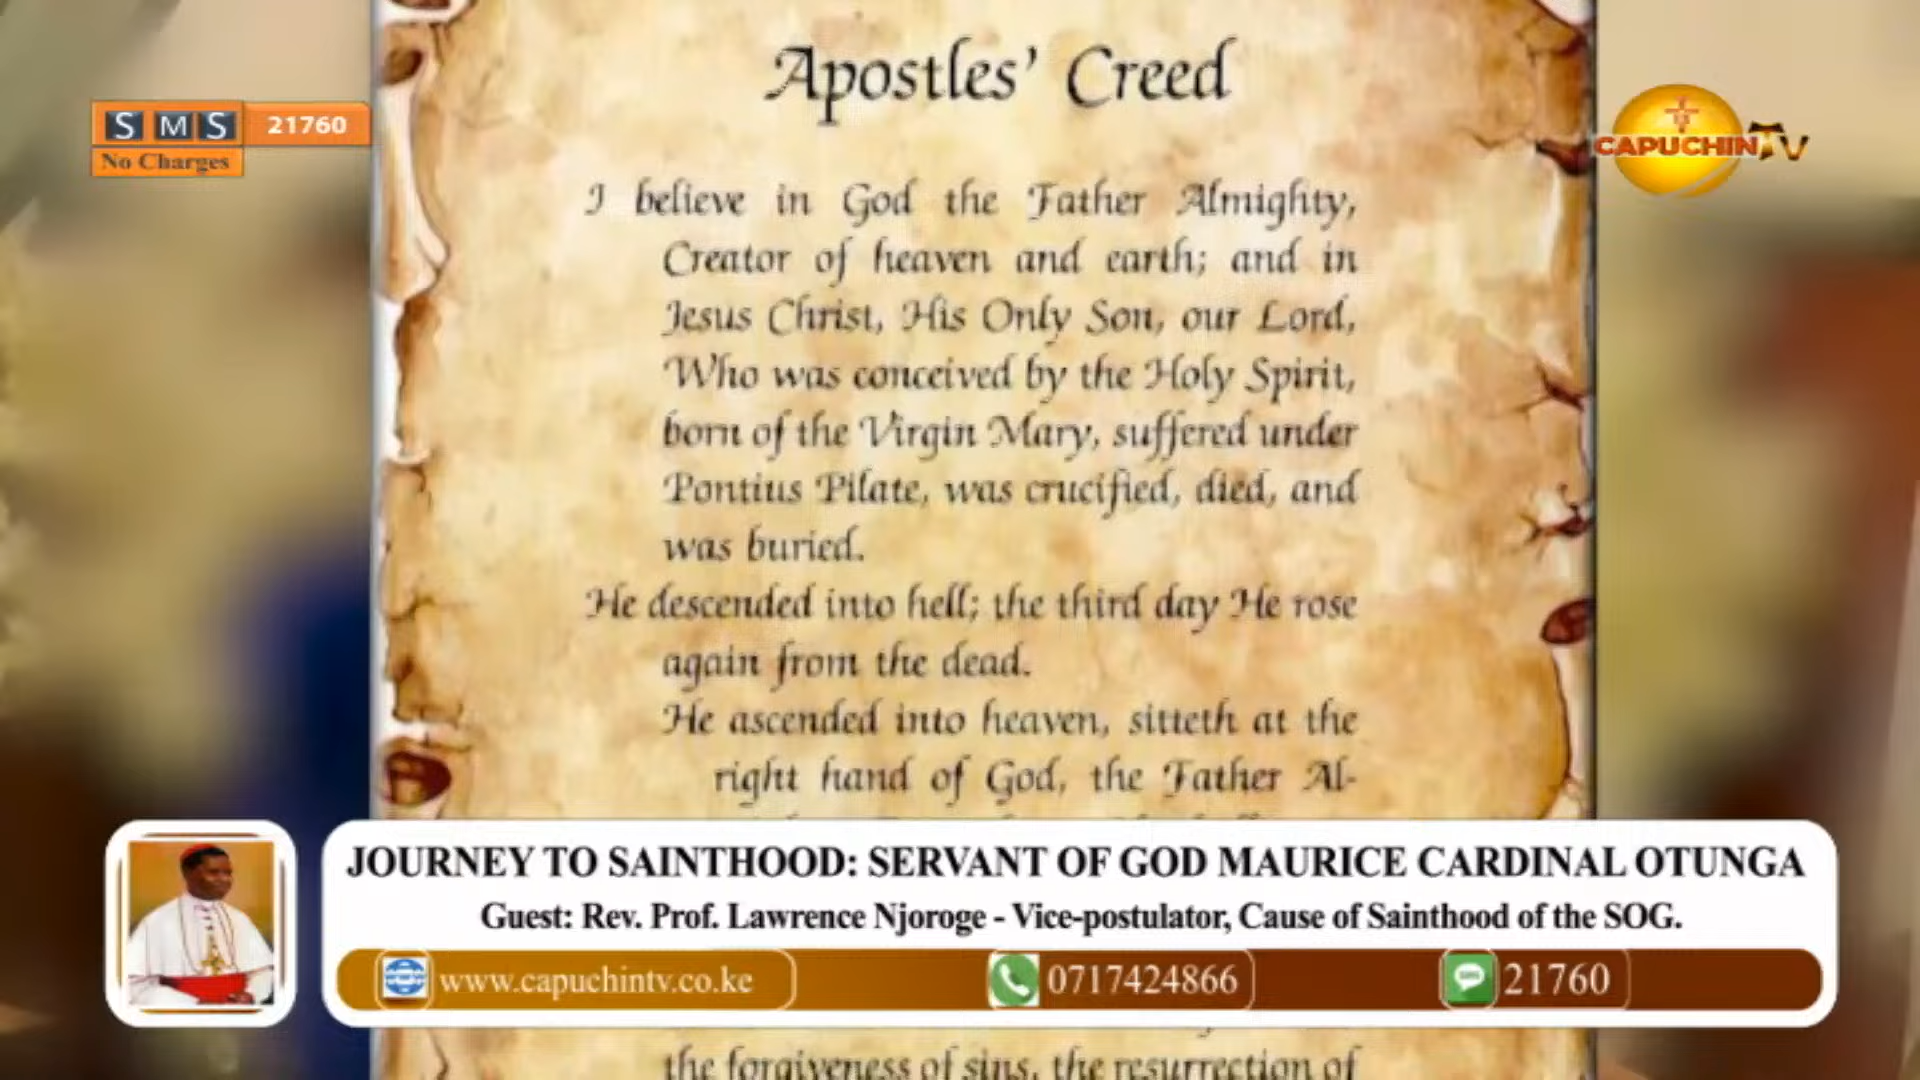 Apostles' Creed
SMS 21760
No Charges
CAPUCHIN TV
I believe in God the Father Almighty,
Creator of heaven and earth; and in
Jesus Christ, His Only Son, our Lord,
Who was conceived by the Holy Spirit,
born of the Virgin Mary, suffered under
Pontius Pilate, was crucified, died, and
was buried.
He descended into hell; the third day He rose
again from the dead.
He ascended into heaven, sitteth at the
right hand of God, the Father Al-
JOURNEY TO SAINTHOOD: SERVANT OF GOD MAURICE CARDINAL OTUNGA
Guest: Rev. Prof. Lawrence Njoroge - Vice-postulator, Cause of Sainthood of the SOG.
www.capuchintv.co.ke
0717424866
21760
the forgiveness of sins, the resurrection of